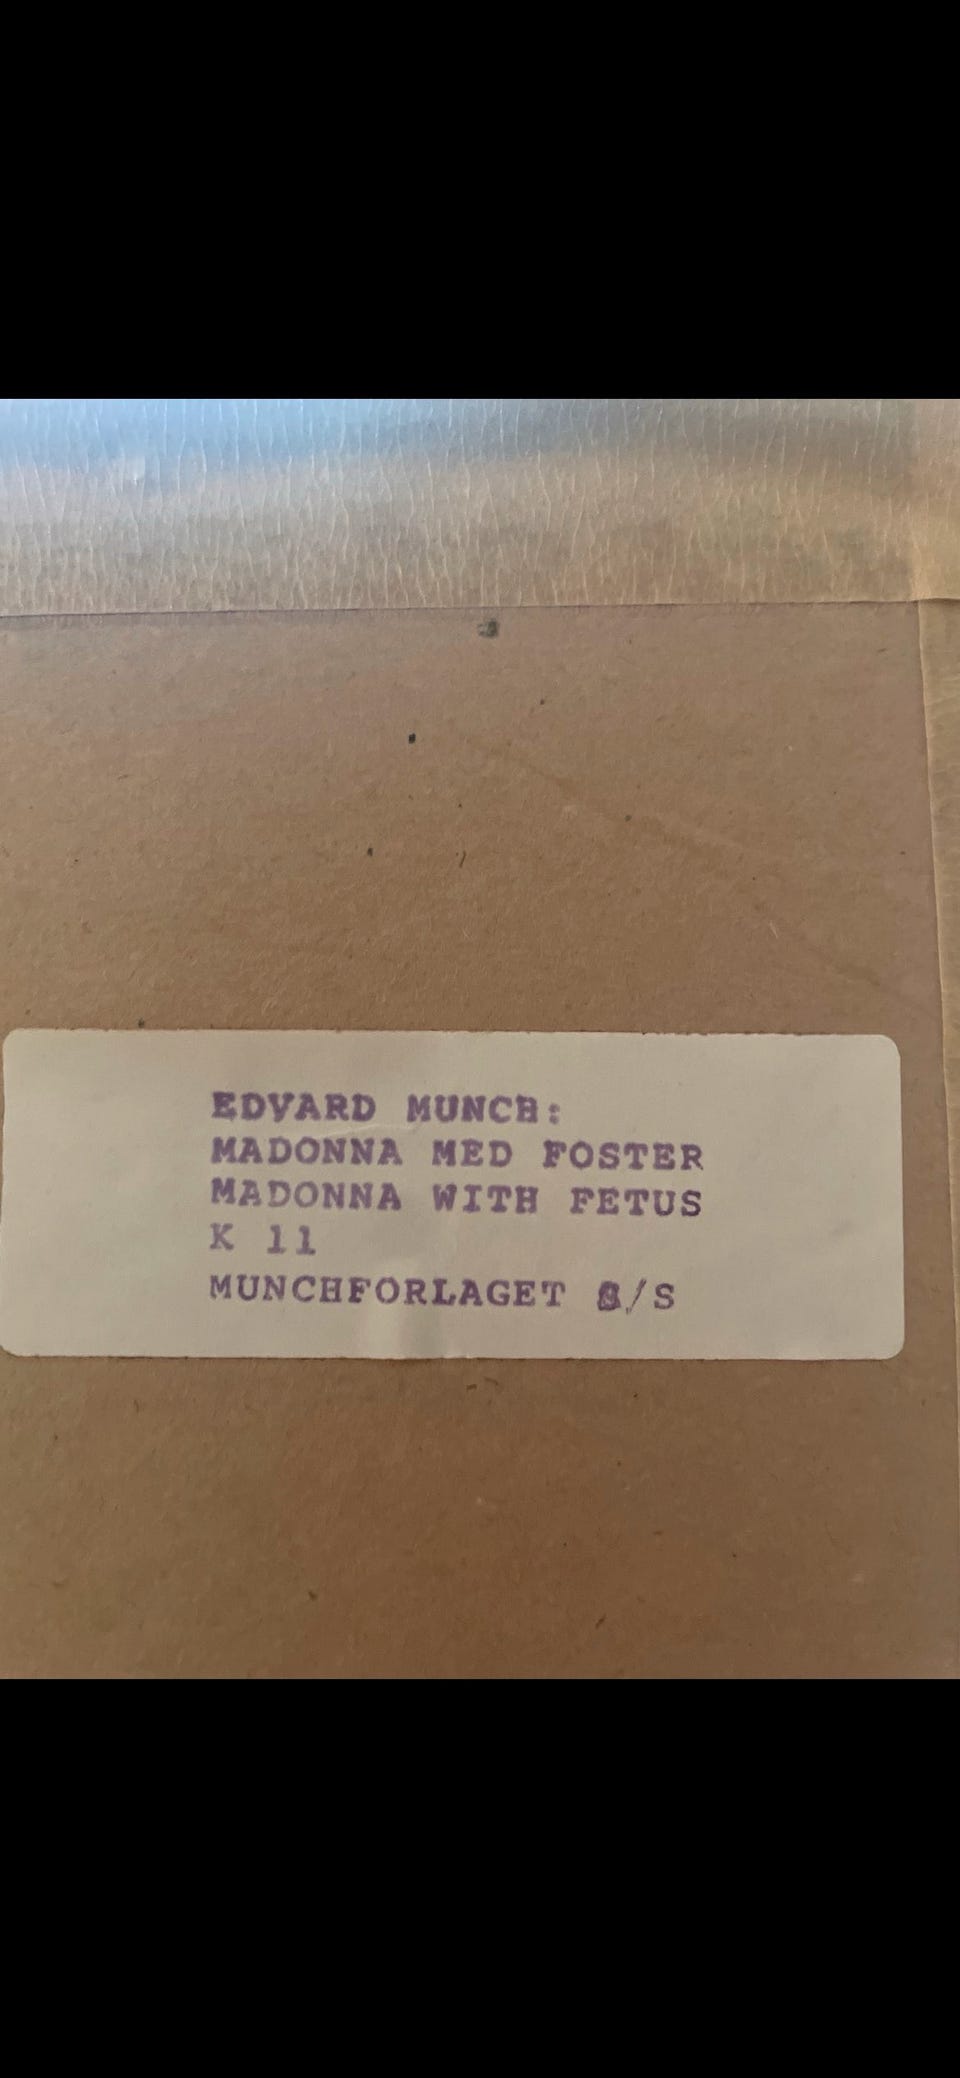 EDVARD MUNCH:
MADONNA MED FOSTER
MADONNA WITH FETUS
K 11
MUNCHFORLAGET